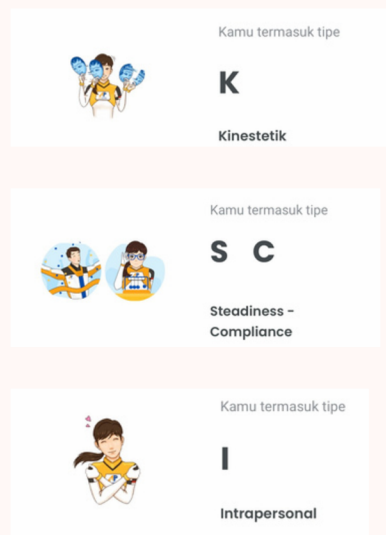 Kamu termasuk tipe
K
Kinestetik
Kamu termasuk tipe
S C
Steadiness -
Compliance
Kamu termasuk tipe
I
Intrapersonal